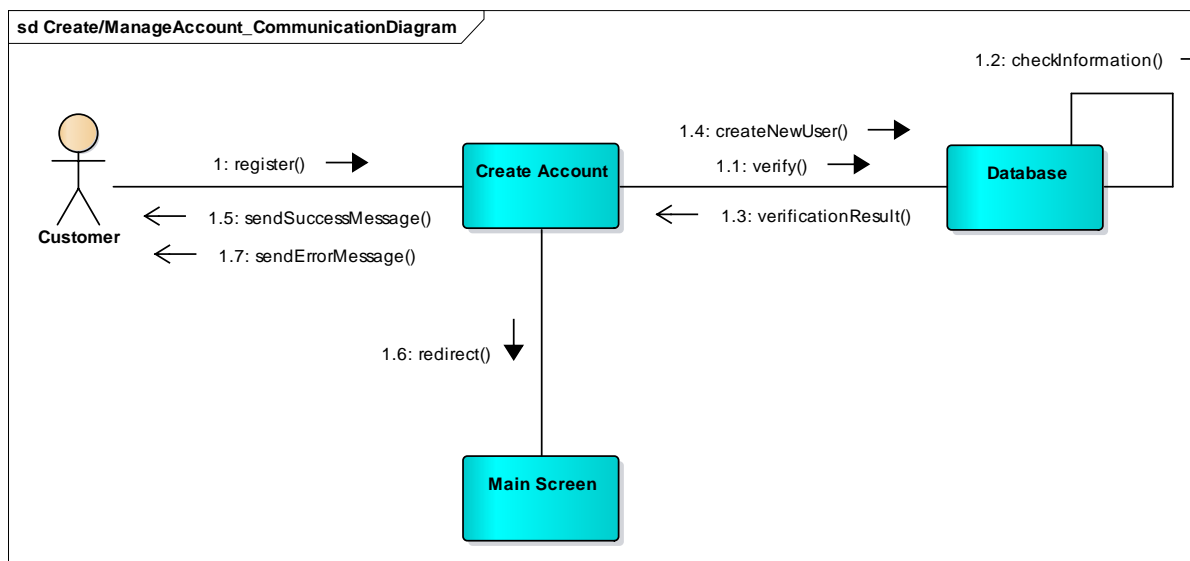 sd Create/ManageAccount_CommunicationDiagram
1.2: checkInformation()
1.4: createNewUser()
1: register()
1.1: verify()
Create Account
Database
1.5: sendSuccessMessage()
1.3: verificationResult()
Customer
1.7: sendErrorMessage()
1.6: redirect()
Main Screen